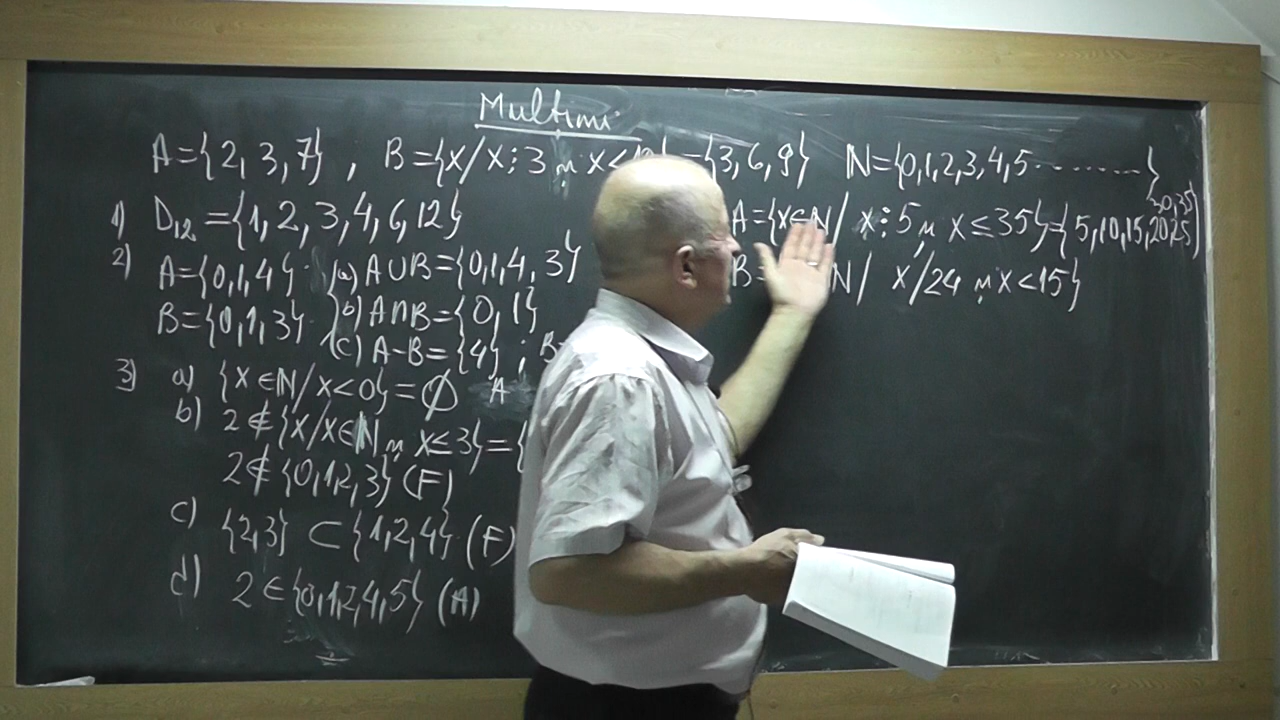 Multimi
A={2, 3, 7} , B={x/x⋮3 și x< }={3, 6, 9} N={0,1,2,3,4,5..........}
1) D₁₂={1, 2, 3, 4, 6, 12}
2) A={0,1,4} (a) A∪B={0,1,4,3}
B={0,1,3} (b) A∩B={0,1}
(c) A-B={4} ; B
3) a) {x∈N/x<0}=∅ A
b) 2∉{x/x∈N și x≤3}={
2∉{0,1,2,3} (F)
c) {2,3}⊂{1,2,4} (F)
d) 2∈{0,1,2,4,5} (A)
A={x∈N/ x⋮5 și x≤35}={5,10,15,20 25}
30,35
B= N/ x/24 și x<15}